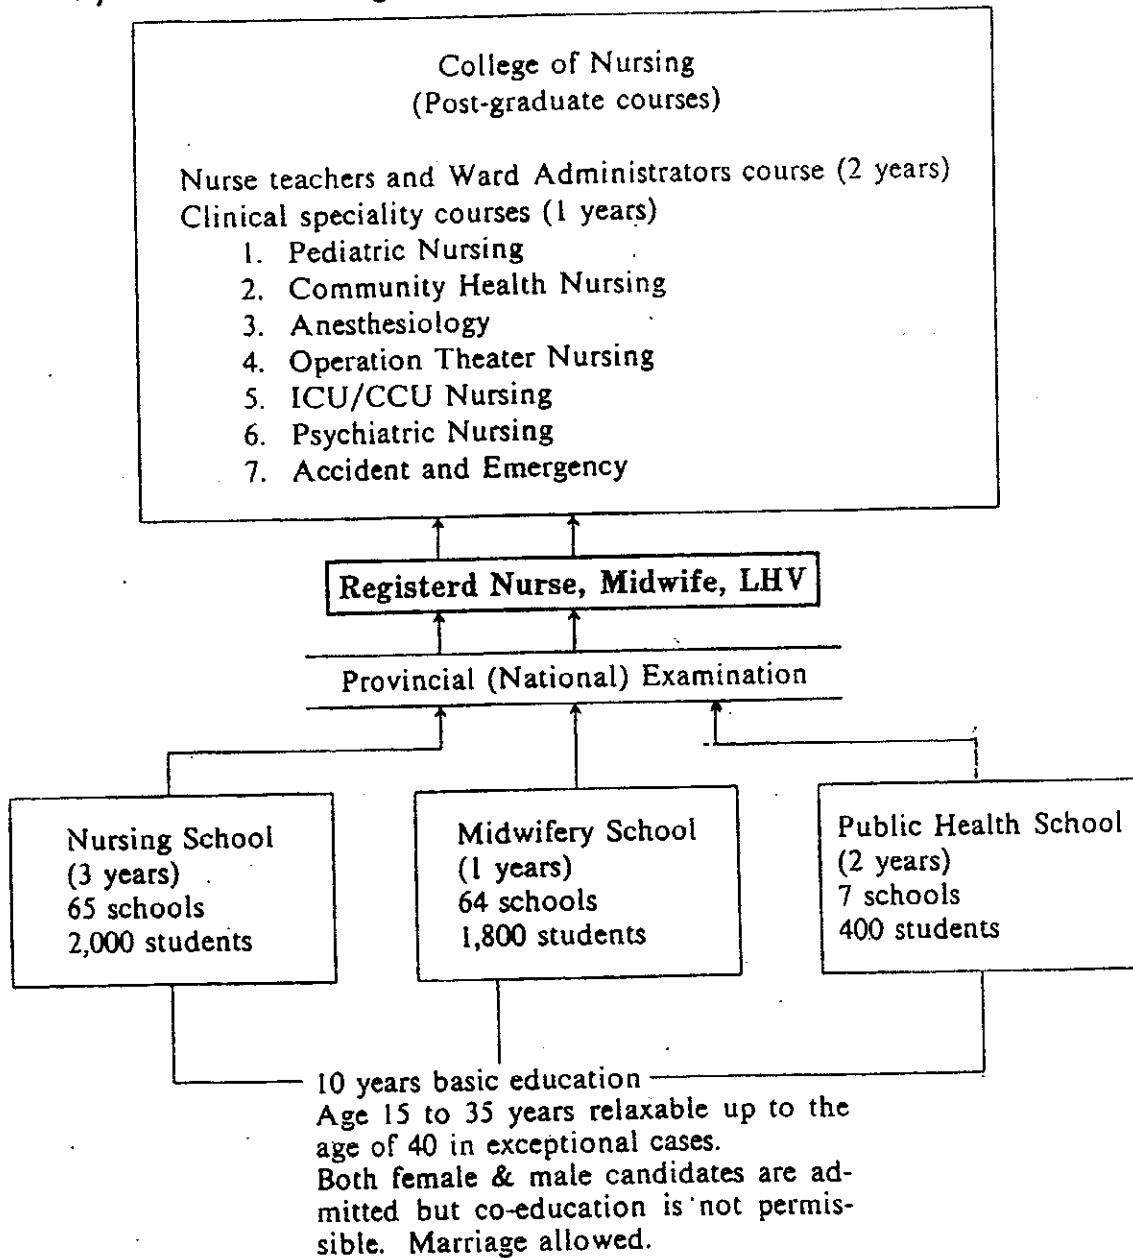 College of Nursing
(Post-graduate courses)
Nurse teachers and Ward Administrators course (2 years)
Clinical speciality courses (1 years)
1. Pediatric Nursing
2. Community Health Nursing
3. Anesthesiology
4. Operation Theater Nursing
5. ICU/CCU Nursing
6. Psychiatric Nursing
7. Accident and Emergency
Registerd Nurse, Midwife, LHV
Provincial (National) Examination
Nursing School
(3 years)
65 schools
2,000 students
Midwifery School
(1 years)
64 schools
1,800 students
Public Health School
(2 years)
7 schools
400 students
10 years basic education
Age 15 to 35 years relaxable up to the
age of 40 in exceptional cases.
Both female & male candidates are ad-
mitted but co-education is not permis-
sible. Marriage allowed.